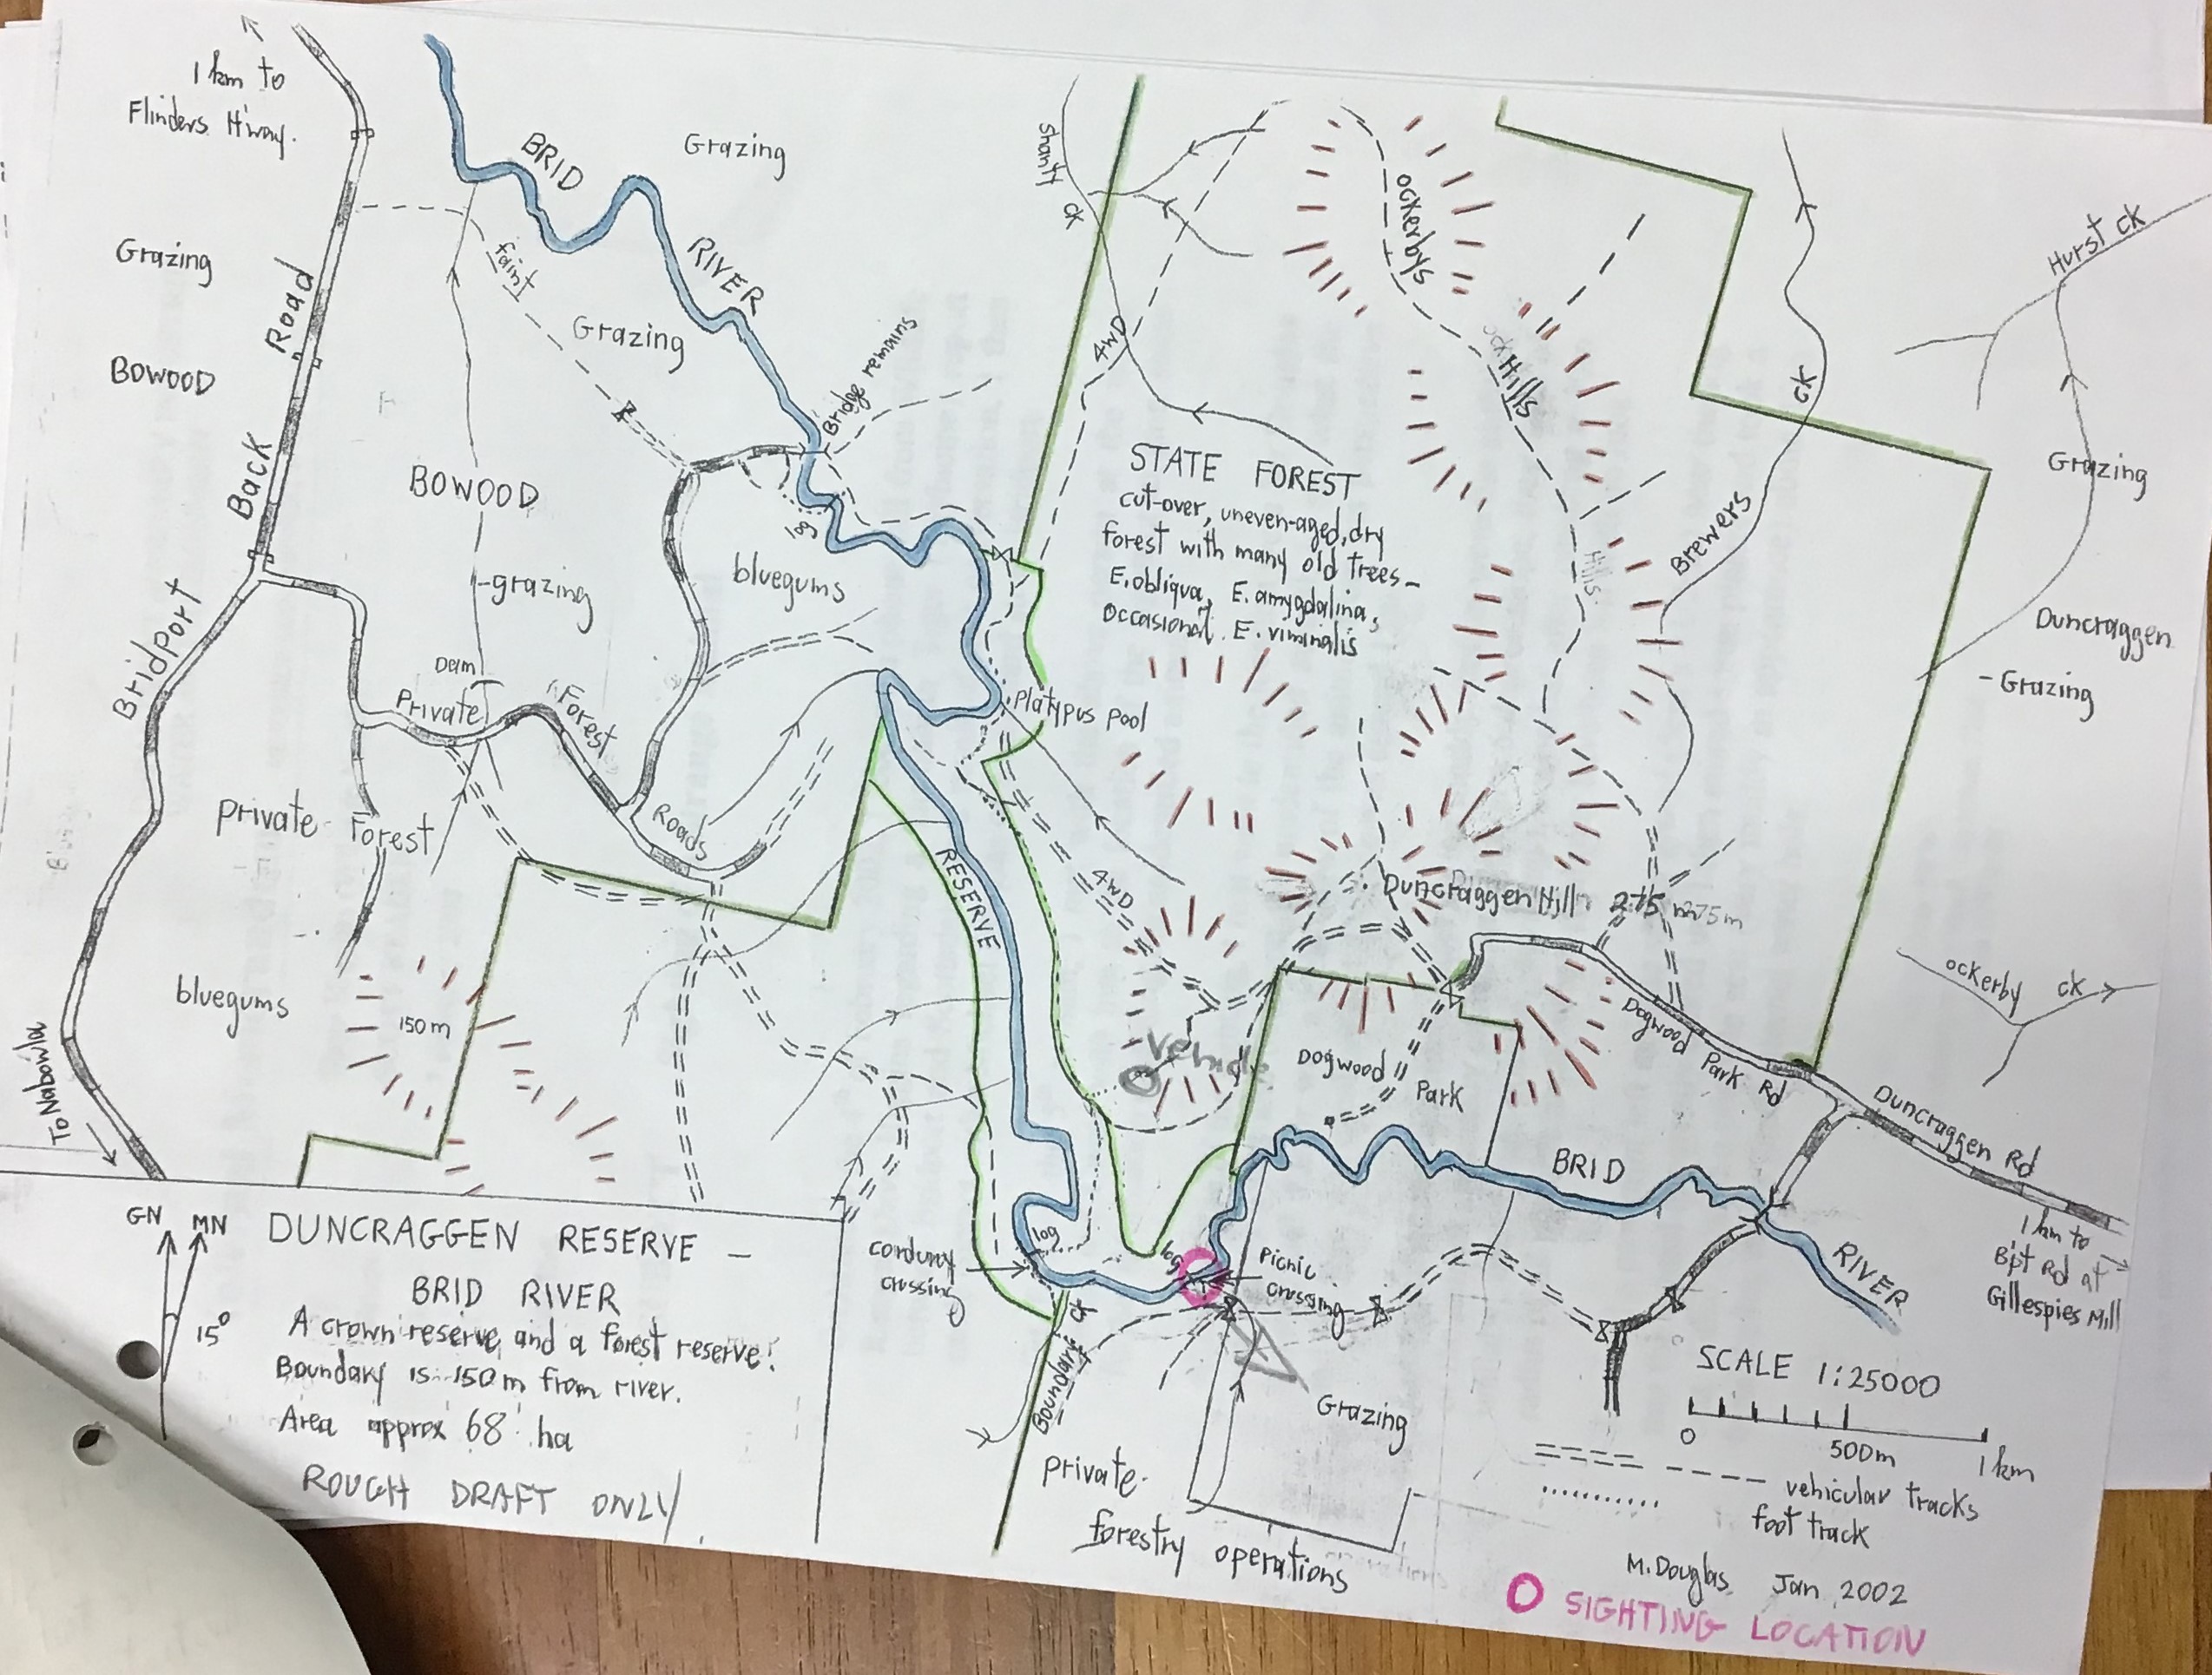 1 km to
Flinders H'way.
BRID
RIVER
Grazing
Shanty
Ck
Ockerbys
Hills
Hurst Ck
Grazing
BOWOOD
Back
Road
faint
Grazing
Bridge remains
4WD
Ck
Brewers
Grazing
STATE FOREST
cut-over, uneven-aged, dry
forest with many old trees-
E. obliqua, E. amygdalina,
occasional E. viminalis
BOWOOD
-grazing
log
bluegums
Hills
Duncraggen
-Grazing
Bridport
Dam
Private
Forest
Roads
Platypus Pool
Private
Forest
RESERVE
4WD
Duncraggen Hill 275 m
275m
bluegums
150 m
Ockerby Ck
Vehicle
Dogwood
Park
Dogwood Park Rd
Duncraggen Rd
To Nabowla
BRID
RIVER
1 km to
Bpt Rd at
Gillespies Mill
log
log
corduroy
crossing
Picnic
crossing
Boundary Ck
Grazing
Private
forestry operations
GN MN
15°
DUNCRAGGEN RESERVE -
BRID RIVER
A crown reserve and a forest reserve.
Boundary is 150 m from river.
Area approx 68 ha
ROUGH DRAFT ONLY.
SCALE 1:25000
0 500m 1 km
vehicular tracks
foot track
M. Douglas Jan 2002
SIGHTING LOCATION